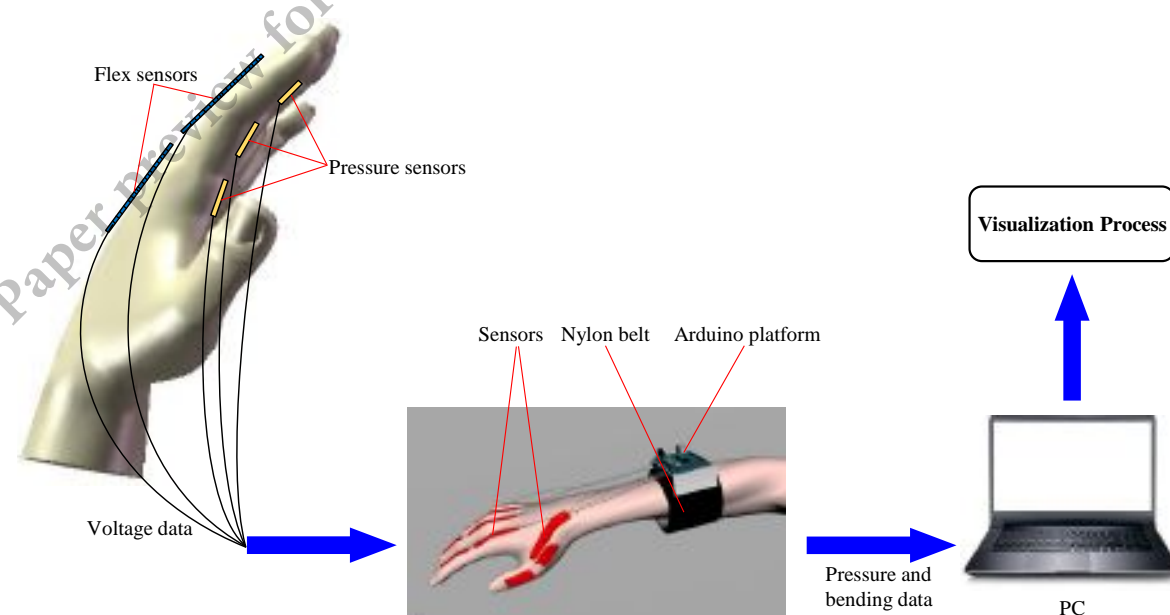 Paper preview for
Flex sensors
Pressure sensors
Visualization Process
Sensors Nylon belt Arduino platform
Voltage data
Pressure and
bending data
PC